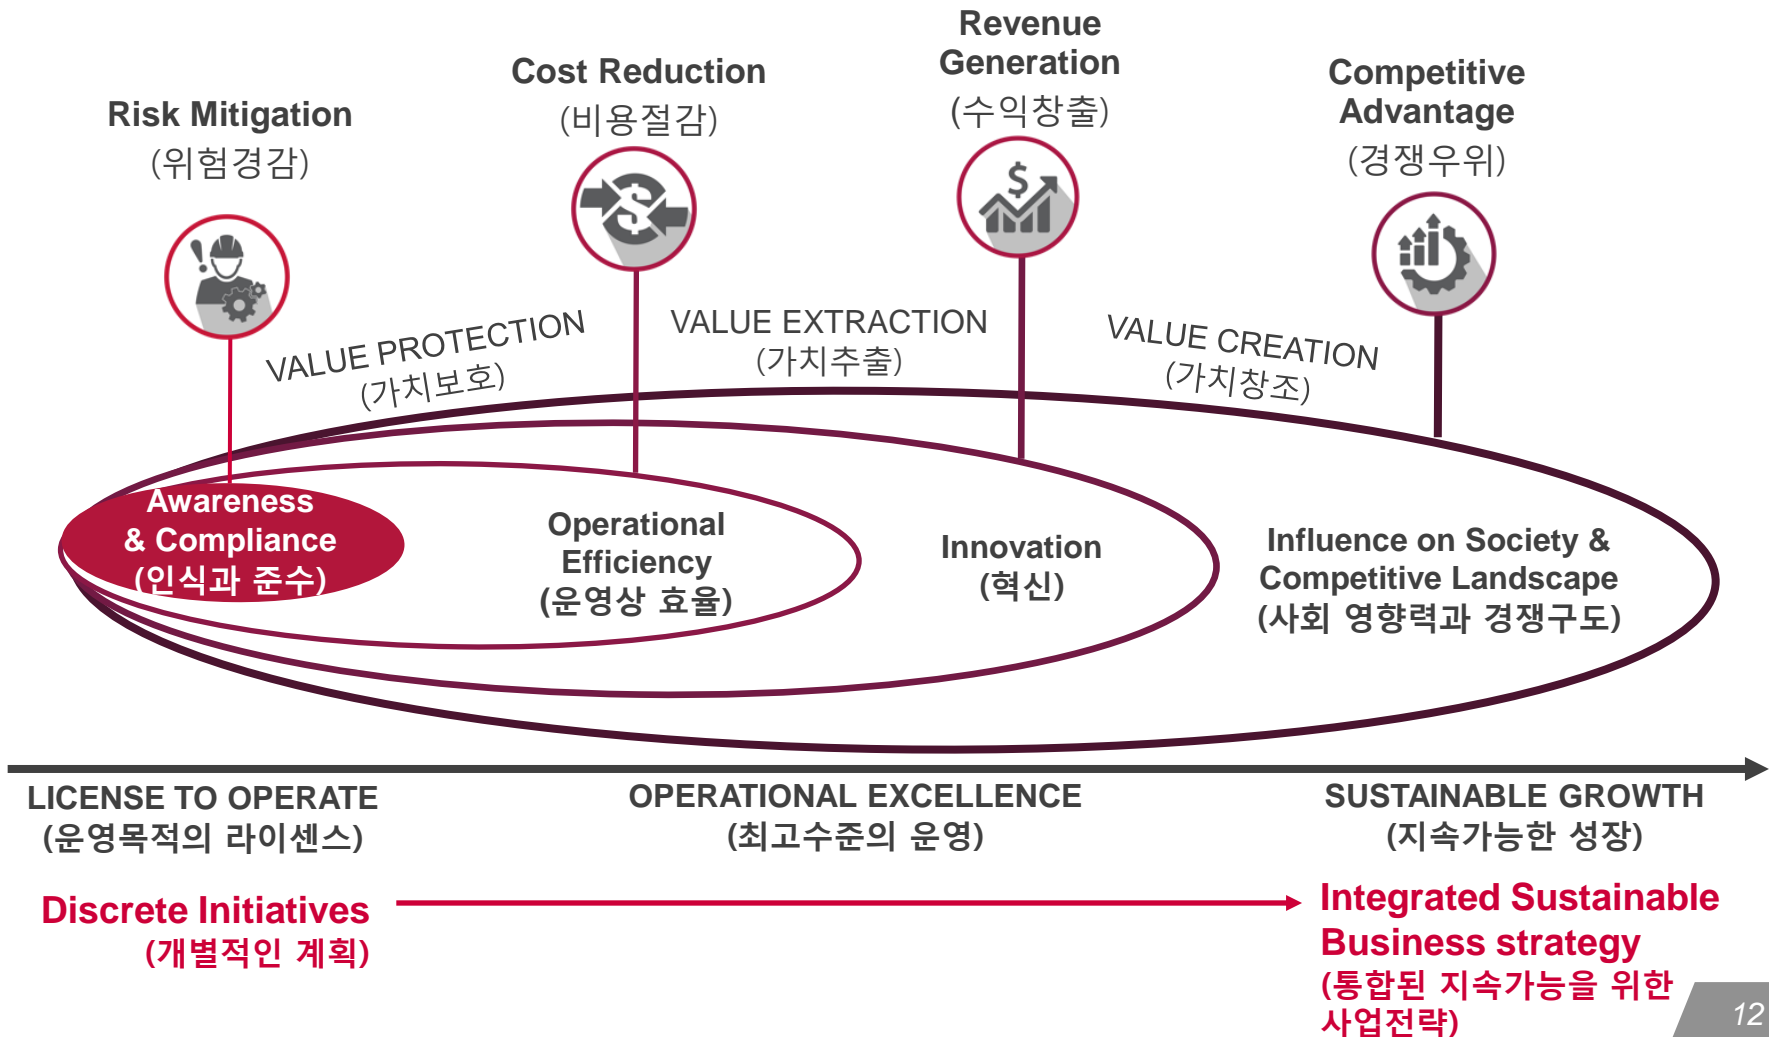 Risk Mitigation
(위험경감)
Cost Reduction
(비용절감)
Revenue
Generation
(수익창출)
Competitive
Advantage
(경쟁우위)
VALUE PROTECTION
(가치보호)
VALUE EXTRACTION
(가치추출)
VALUE CREATION
(가치창조)
Awareness
& Compliance
(인식과 준수)
Operational
Efficiency
(운영상 효율)
Innovation
(혁신)
Influence on Society &
Competitive Landscape
(사회 영향력과 경쟁구도)
LICENSE TO OPERATE
(운영목적의 라이센스)
OPERATIONAL EXCELLENCE
(최고수준의 운영)
SUSTAINABLE GROWTH
(지속가능한 성장)
Discrete Initiatives
(개별적인 계획)
Integrated Sustainable
Business strategy
(통합된 지속가능을 위한
사업전략)
12